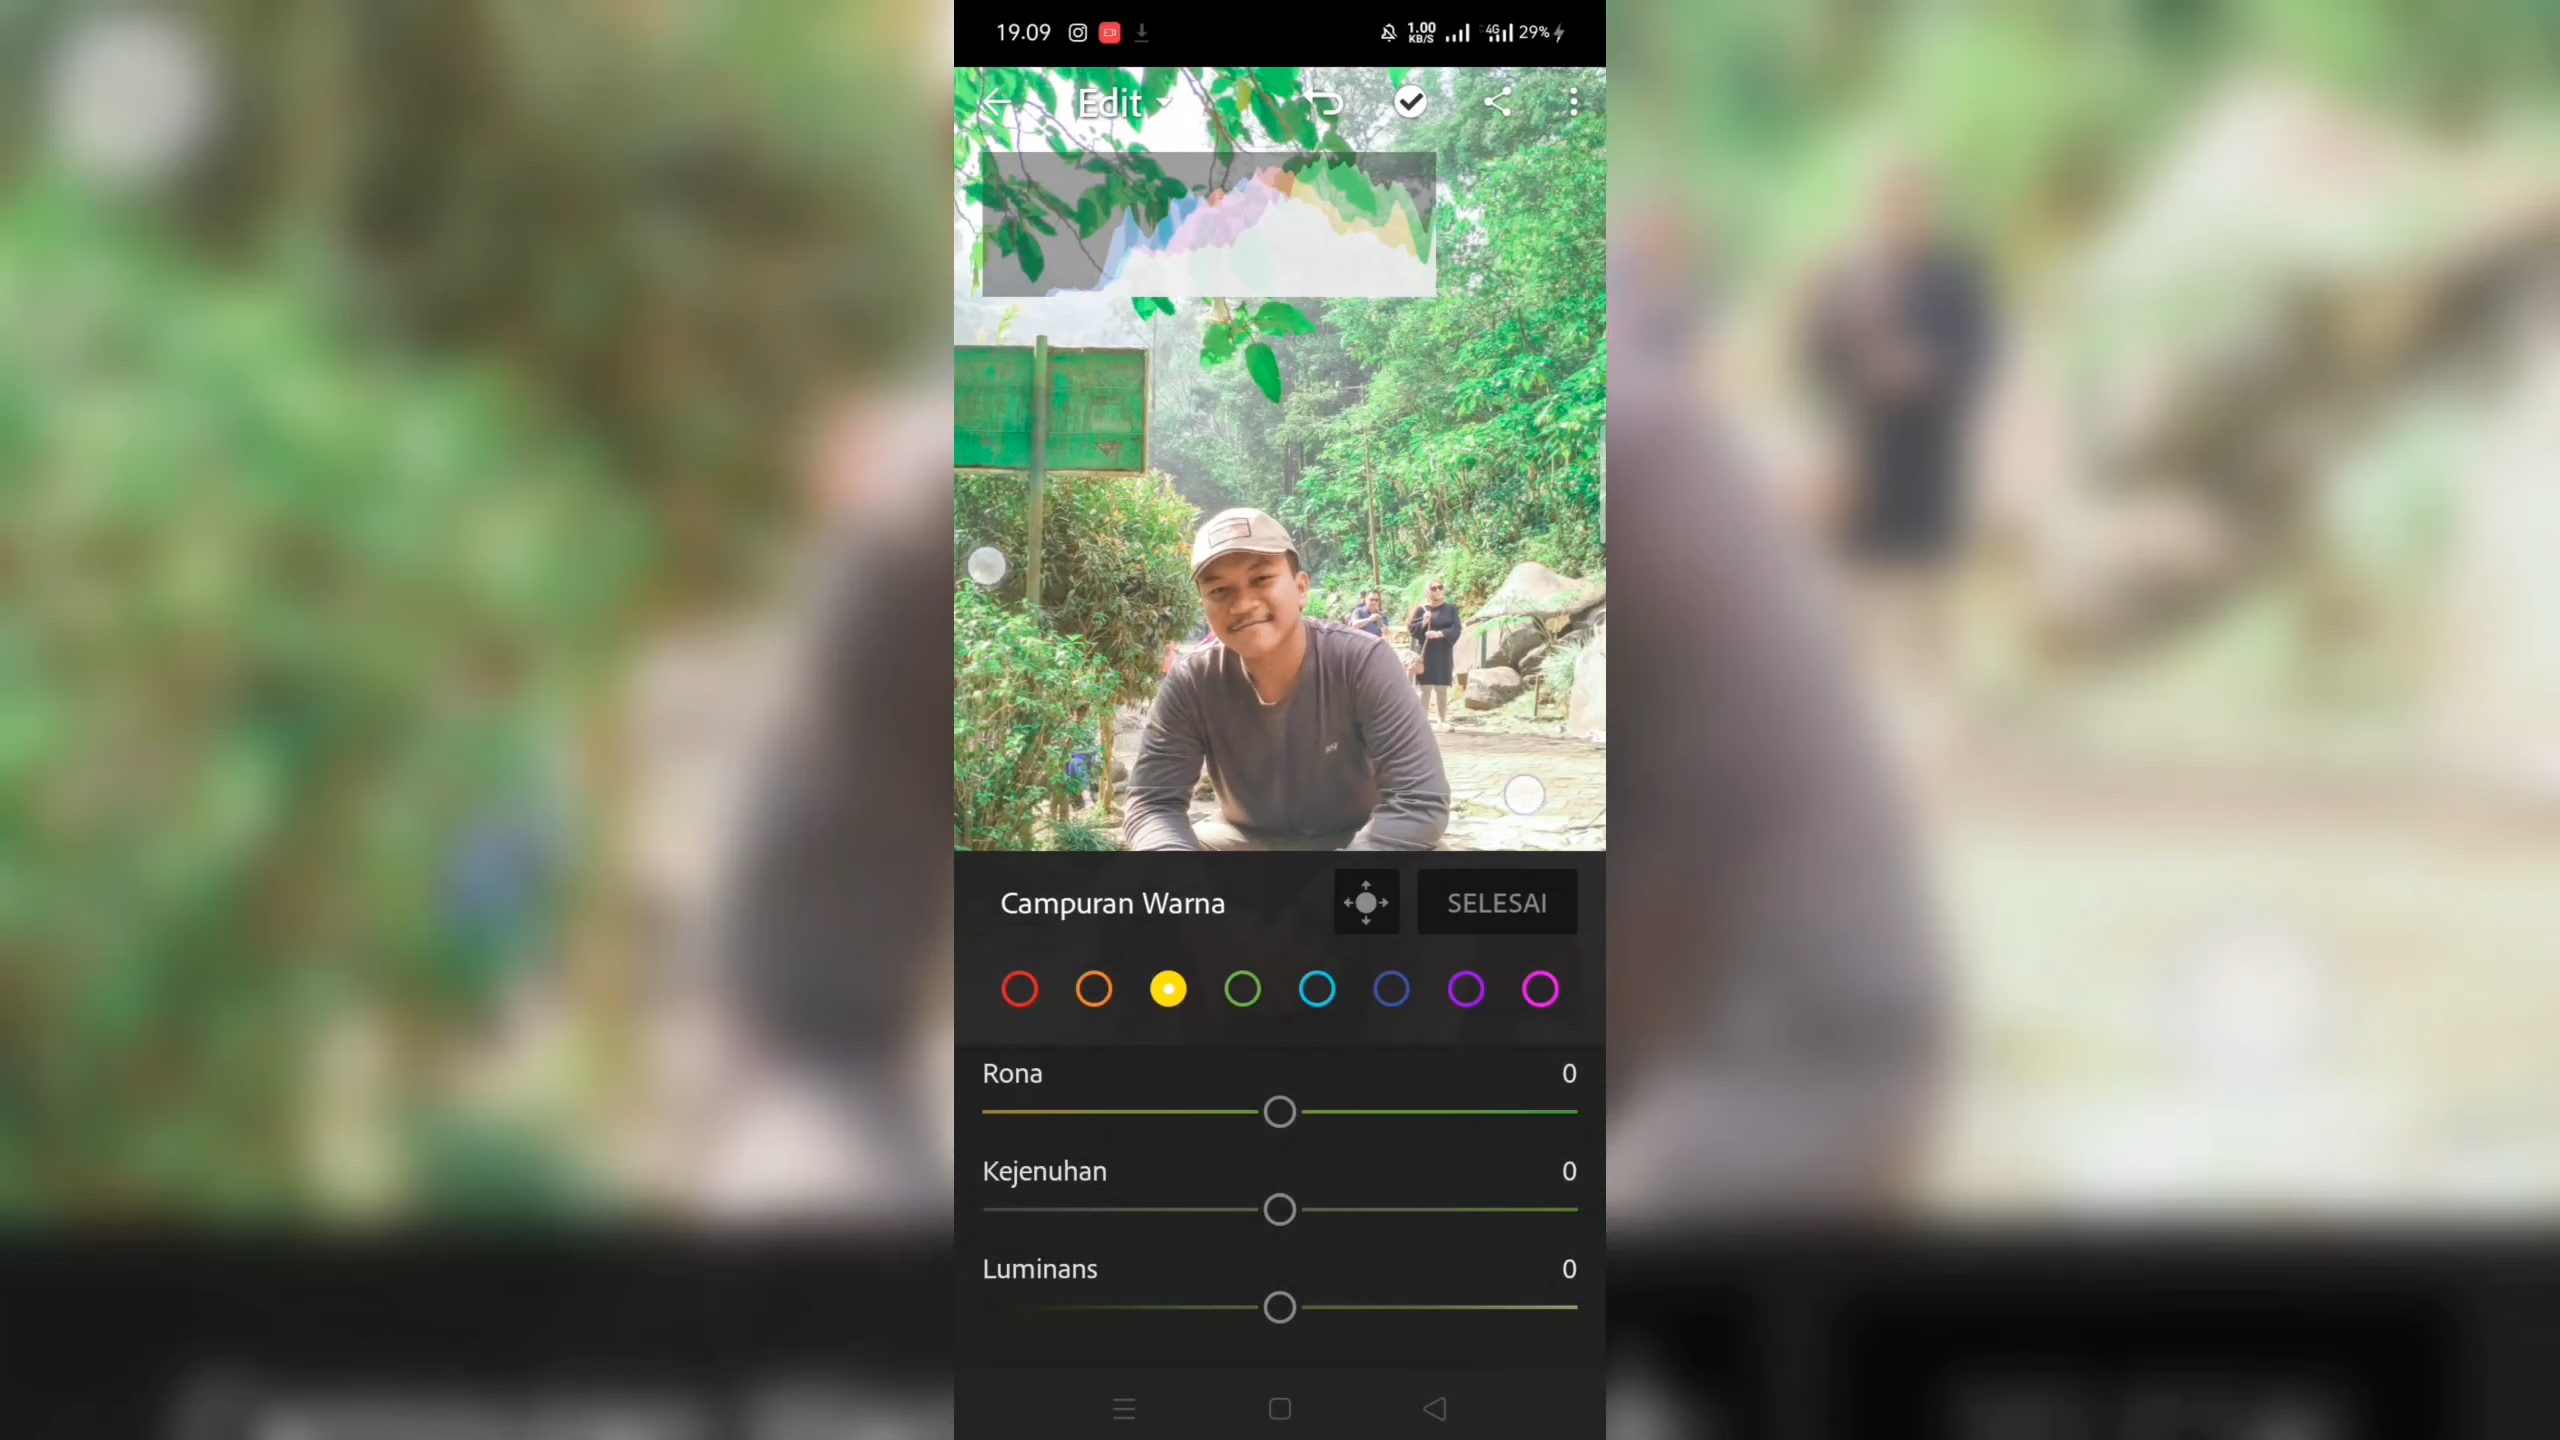 19.09
1.00
KB/S
4G
29%
Edit
Campuran Warna
SELESAI
Rona
0
Kejenuhan
0
Luminans
0